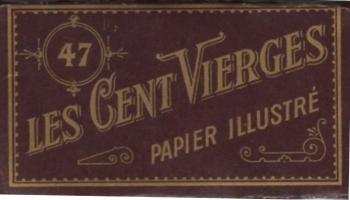 47
LES CENT VIERGES
PAPIER ILLUSTRÉ